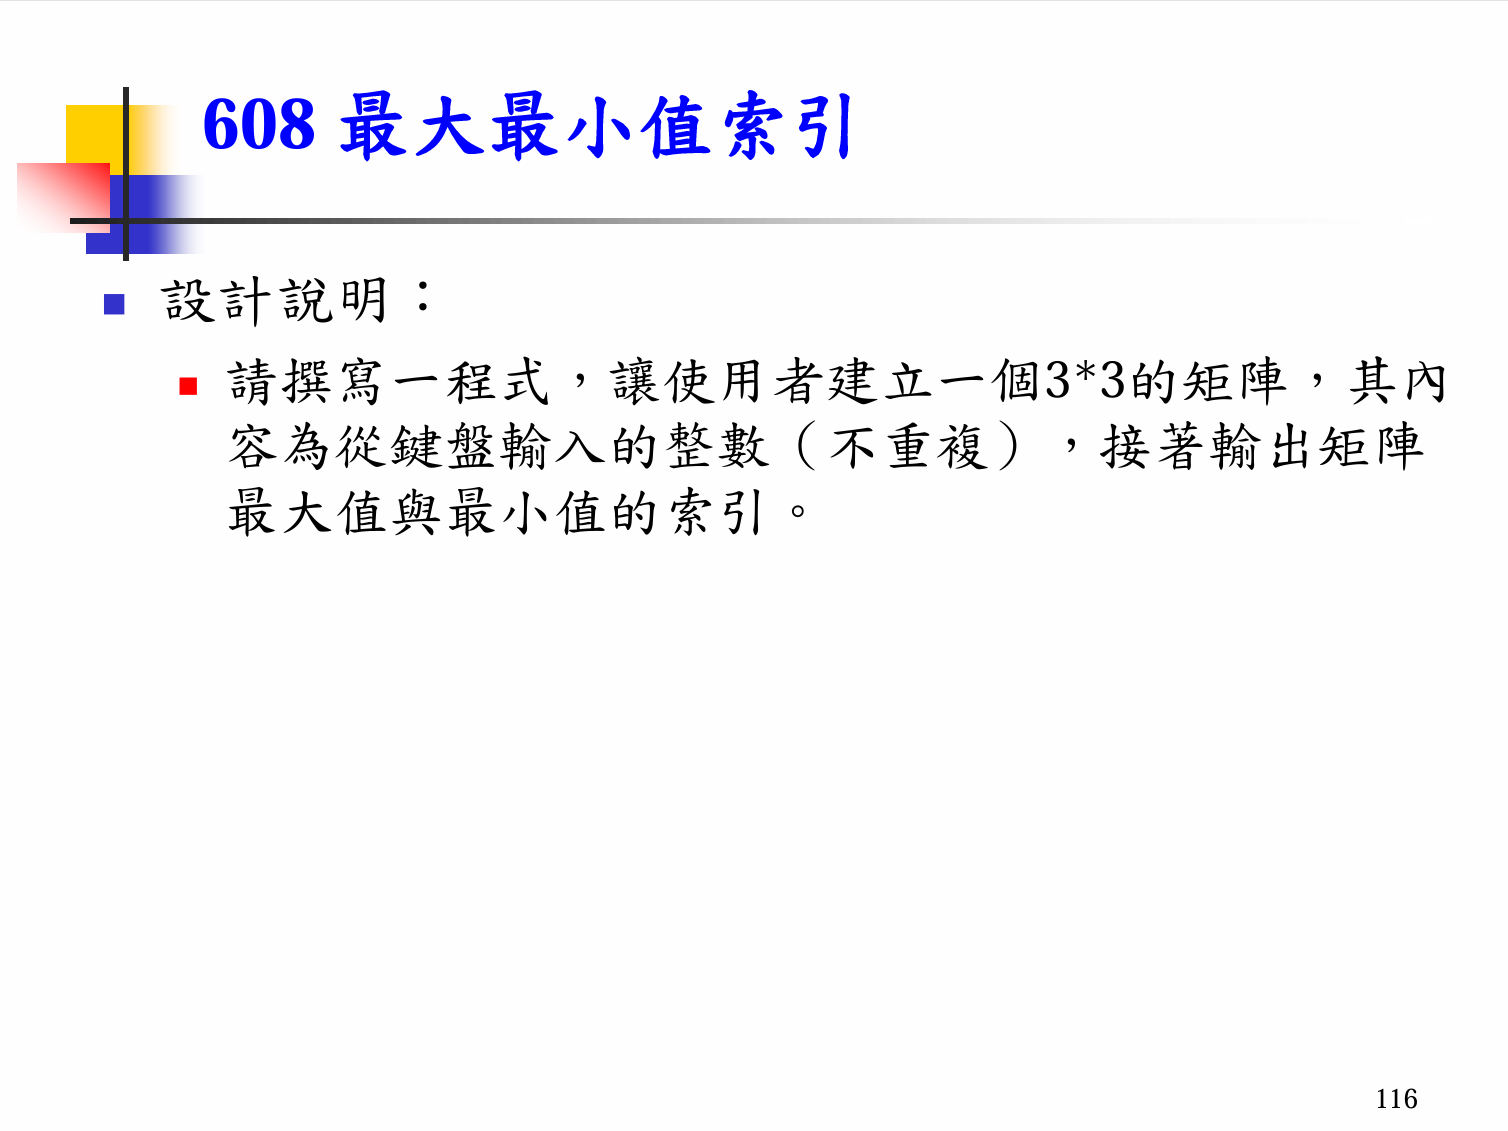 608 最大最小值索引
設計說明：
請撰寫一程式，讓使用者建立一個3*3的矩陣，其內
容為從鍵盤輸入的整數（不重複），接著輸出矩陣
最大值與最小值的索引。
116